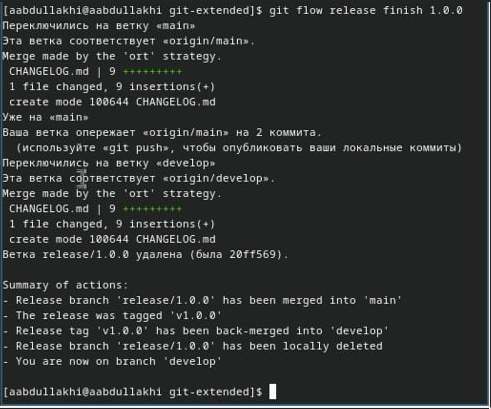 [aabdullakhi@aabdullakhi git-extended]$ git flow release finish 1.0.0
Переключились на ветку «main»
Эта ветка соответствует «origin/main».
Merge made by the 'ort' strategy.
 CHANGELOG.md | 9 +++++++++
 1 file changed, 9 insertions(+)
 create mode 100644 CHANGELOG.md
Уже на «main»
Ваша ветка опережает «origin/main» на 2 коммита.
  (используйте «git push», чтобы опубликовать ваши локальные коммиты)
Переключились на ветку «develop»
Эта ветка соответствует «origin/develop».
Merge made by the 'ort' strategy.
 CHANGELOG.md | 9 +++++++++
 1 file changed, 9 insertions(+)
 create mode 100644 CHANGELOG.md
Ветка release/1.0.0 удалена (была 20ff569).

Summary of actions:
- Release branch 'release/1.0.0' has been merged into 'main'
- The release was tagged 'v1.0.0'
- Release tag 'v1.0.0' has been back-merged into 'develop'
- Release branch 'release/1.0.0' has been locally deleted
- You are now on branch 'develop'

[aabdullakhi@aabdullakhi git-extended]$